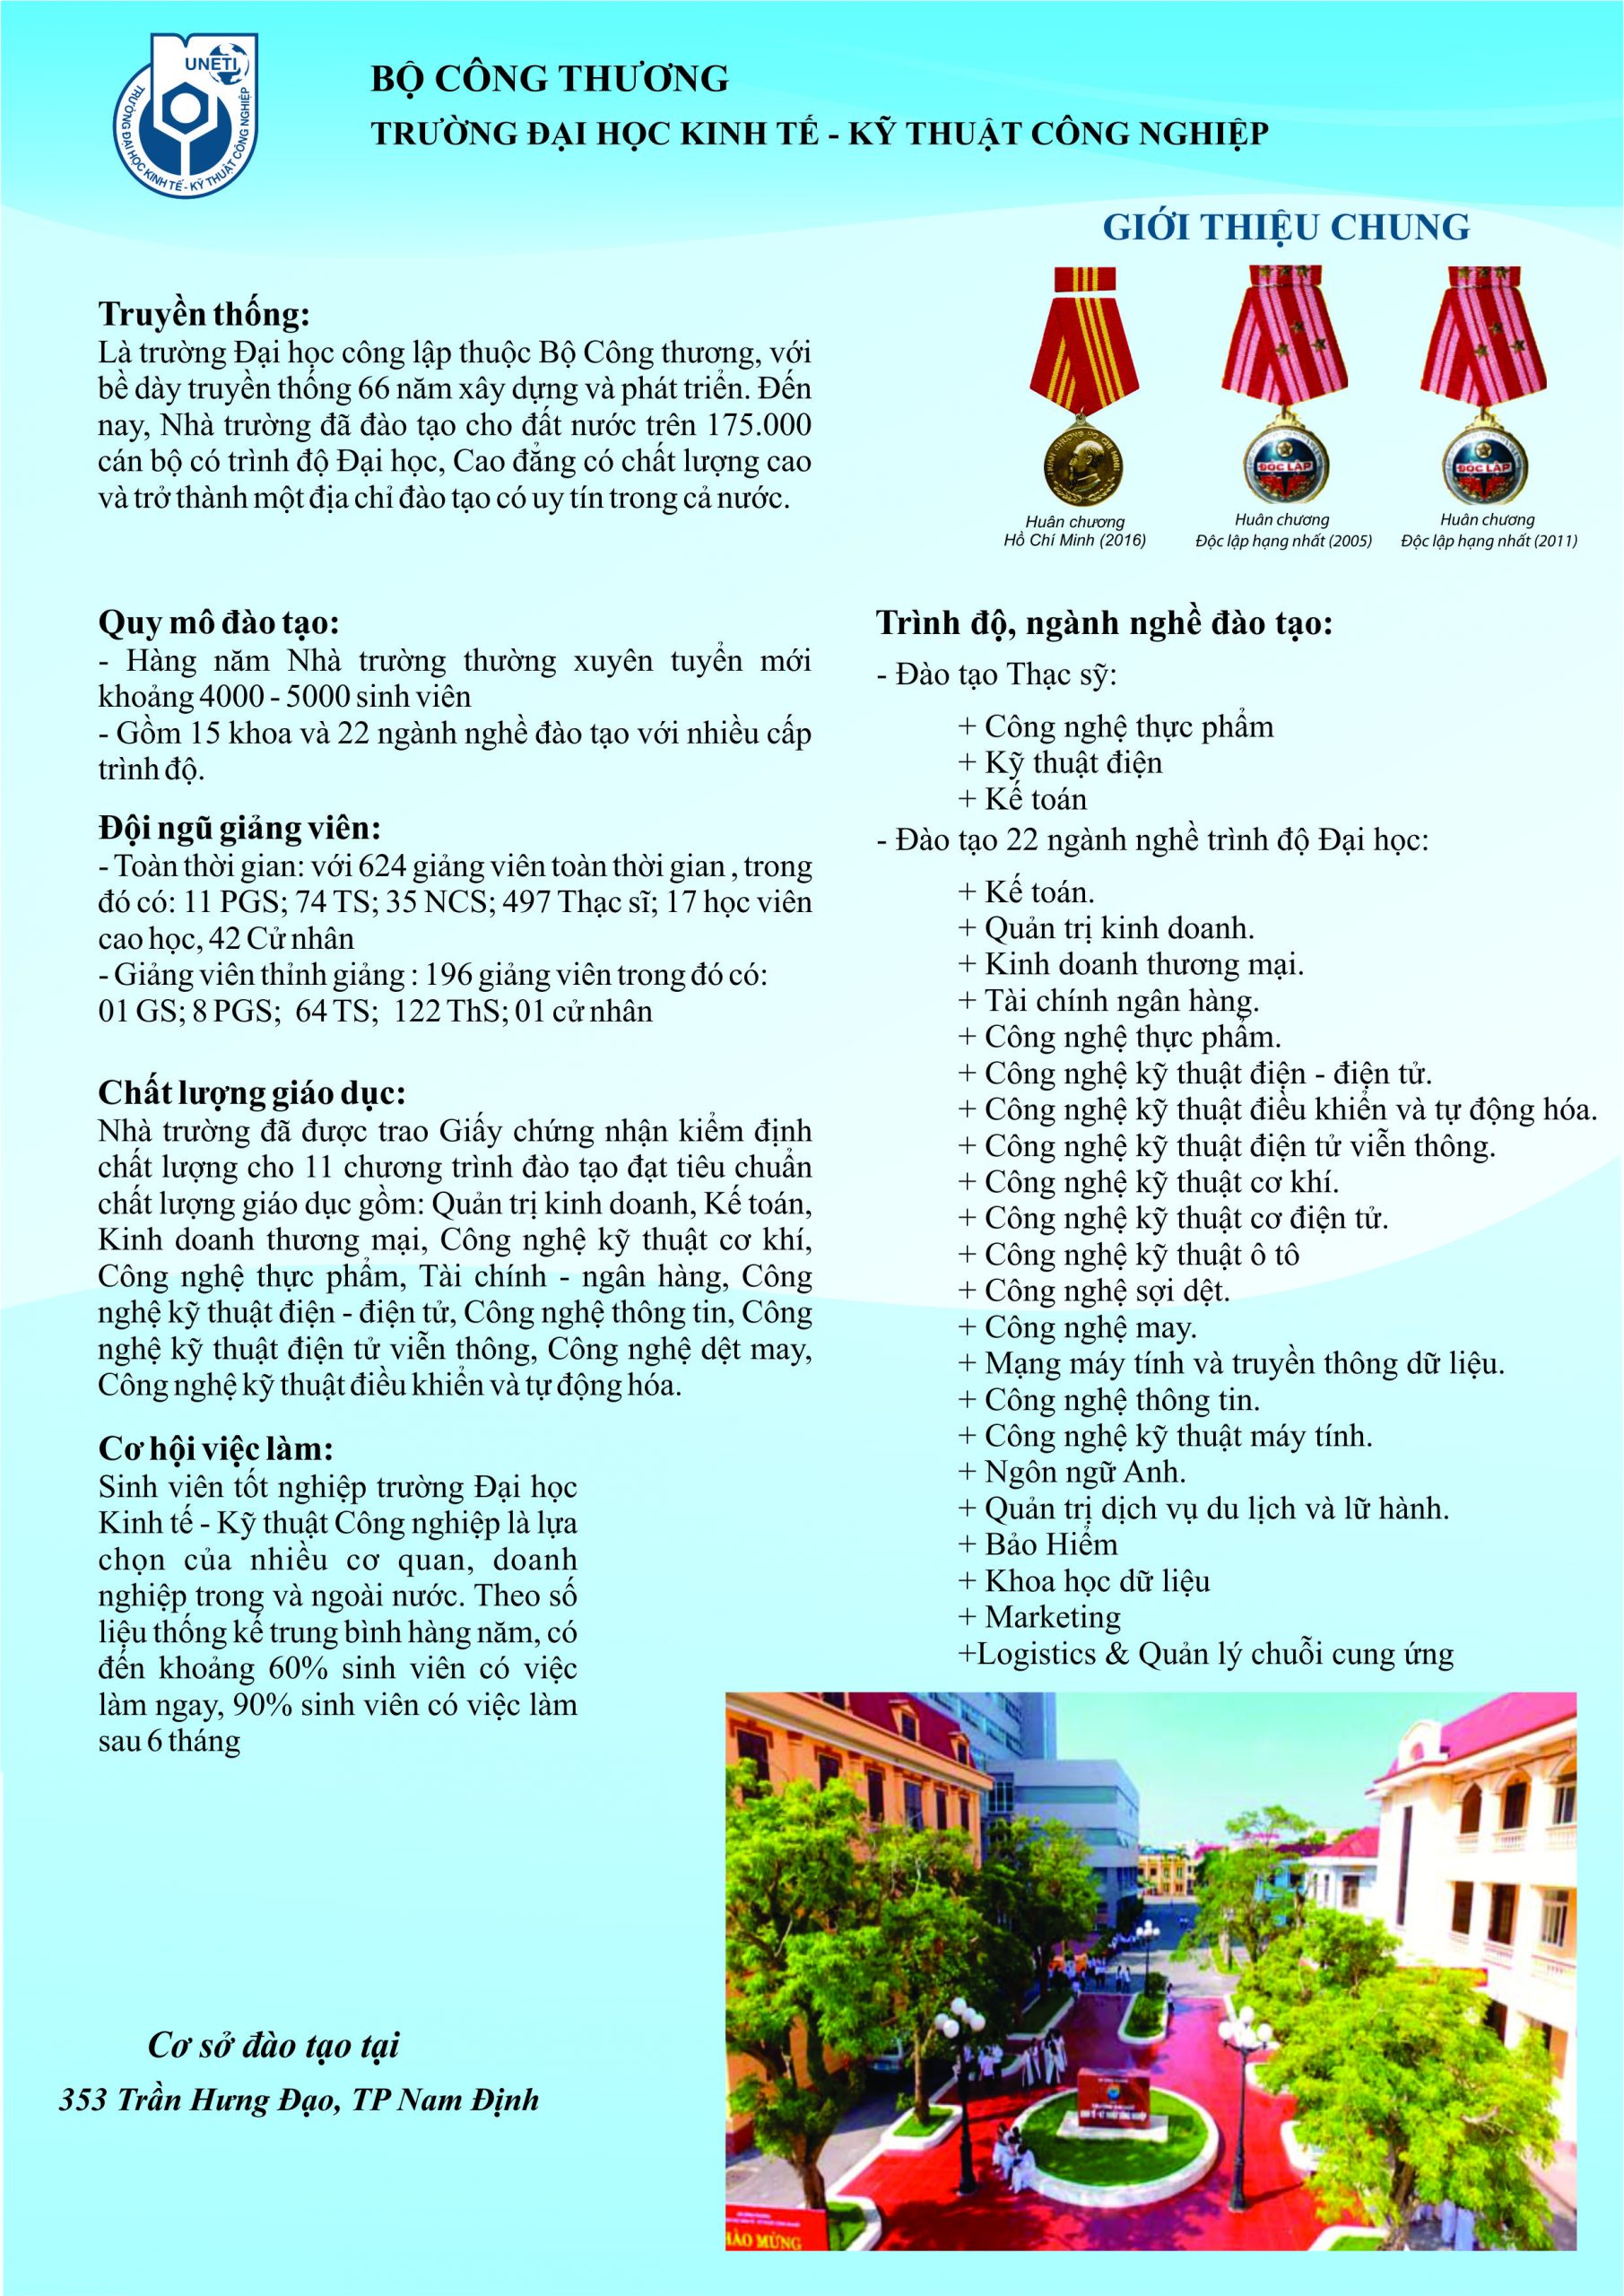 UNETI
TRƯỜNG ĐẠI HỌC KINH TẾ - KỸ THUẬT CÔNG NGHIỆP
BỘ CÔNG THƯƠNG
TRƯỜNG ĐẠI HỌC KINH TẾ - KỸ THUẬT CÔNG NGHIỆP
GIỚI THIỆU CHUNG
Truyền thống:
Là trường Đại học công lập thuộc Bộ Công thương, với
bề dày truyền thống 66 năm xây dựng và phát triển. Đến
nay, Nhà trường đã đào tạo cho đất nước trên 175.000
cán bộ có trình độ Đại học, Cao đẳng có chất lượng cao
và trở thành một địa chỉ đào tạo có uy tín trong cả nước.
ĐỘC LẬP
ĐỘC LẬP
Huân chương
Hồ Chí Minh (2016)
Huân chương
Độc lập hạng nhất (2005)
Huân chương
Độc lập hạng nhất (2011)
Quy mô đào tạo:
- Hàng năm Nhà trường thường xuyên tuyển mới
khoảng 4000 - 5000 sinh viên
- Gồm 15 khoa và 22 ngành nghề đào tạo với nhiều cấp
trình độ.
Đội ngũ giảng viên:
- Toàn thời gian: với 624 giảng viên toàn thời gian , trong
đó có: 11 PGS; 74 TS; 35 NCS; 497 Thạc sĩ; 17 học viên
cao học, 42 Cử nhân
- Giảng viên thỉnh giảng : 196 giảng viên trong đó có:
01 GS; 8 PGS; 64 TS; 122 ThS; 01 cử nhân
Chất lượng giáo dục:
Nhà trường đã được trao Giấy chứng nhận kiểm định
chất lượng cho 11 chương trình đào tạo đạt tiêu chuẩn
chất lượng giáo dục gồm: Quản trị kinh doanh, Kế toán,
Kinh doanh thương mại, Công nghệ kỹ thuật cơ khí,
Công nghệ thực phẩm, Tài chính - ngân hàng, Công
nghệ kỹ thuật điện - điện tử, Công nghệ thông tin, Công
nghệ kỹ thuật điện tử viễn thông, Công nghệ dệt may,
Công nghệ kỹ thuật điều khiển và tự động hóa.
Cơ hội việc làm:
Sinh viên tốt nghiệp trường Đại học
Kinh tế - Kỹ thuật Công nghiệp là lựa
chọn của nhiều cơ quan, doanh
nghiệp trong và ngoài nước. Theo số
liệu thống kế trung bình hàng năm, có
đến khoảng 60% sinh viên có việc
làm ngay, 90% sinh viên có việc làm
sau 6 tháng
Trình độ, ngành nghề đào tạo:
- Đào tạo Thạc sỹ:
+ Công nghệ thực phẩm
+ Kỹ thuật điện
+ Kế toán
- Đào tạo 22 ngành nghề trình độ Đại học:
+ Kế toán.
+ Quản trị kinh doanh.
+ Kinh doanh thương mại.
+ Tài chính ngân hàng.
+ Công nghệ thực phẩm.
+ Công nghệ kỹ thuật điện - điện tử.
+ Công nghệ kỹ thuật điều khiển và tự động hóa.
+ Công nghệ kỹ thuật điện tử viễn thông.
+ Công nghệ kỹ thuật cơ khí.
+ Công nghệ kỹ thuật cơ điện tử.
+ Công nghệ kỹ thuật ô tô
+ Công nghệ sợi dệt.
+ Công nghệ may.
+ Mạng máy tính và truyền thông dữ liệu.
+ Công nghệ thông tin.
+ Công nghệ kỹ thuật máy tính.
+ Ngôn ngữ Anh.
+ Quản trị dịch vụ du lịch và lữ hành.
+ Bảo Hiểm
+ Khoa học dữ liệu
+ Marketing
+Logistics & Quản lý chuỗi cung ứng
Cơ sở đào tạo tại
353 Trần Hưng Đạo, TP Nam Định
KINH TẾ - KỸ THUẬT CÔNG NGHIỆP
HÀO MỪNG